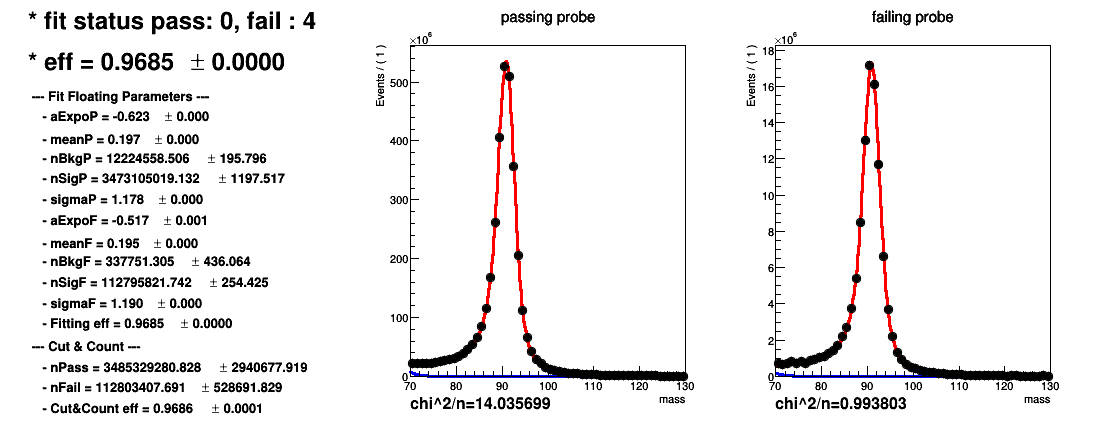 * fit status pass: 0, fail : 4
* eff = 0.9685 ± 0.0000
--- Fit Floating Parameters ---
- aExpoP = -0.623 ± 0.000
- meanP = 0.197 ± 0.000
- nBkgP = 12224558.506 ± 195.796
- nSigP = 3473105019.132 ± 1197.517
- sigmaP = 1.178 ± 0.000
- aExpoF = -0.517 ± 0.001
- meanF = 0.195 ± 0.000
- nBkgF = 337751.305 ± 436.064
- nSigF = 112795821.742 ± 254.425
- sigmaF = 1.190 ± 0.000
- Fitting eff = 0.9685 ± 0.0000
--- Cut & Count ---
- nPass = 3485329280.828 ± 2940677.919
- nFail = 112803407.691 ± 528691.829
- Cut&Count eff = 0.9686 ± 0.0001
passing probe
×10⁶
Events / ( 1 )
500
400
300
200
100
0
70 80 90 100 110 120 130
mass
chi^2/n=14.035699
failing probe
×10⁶
Events / ( 1 )
18
16
14
12
10
8
6
4
2
0
70 80 90 100 110 120 130
mass
chi^2/n=0.993803